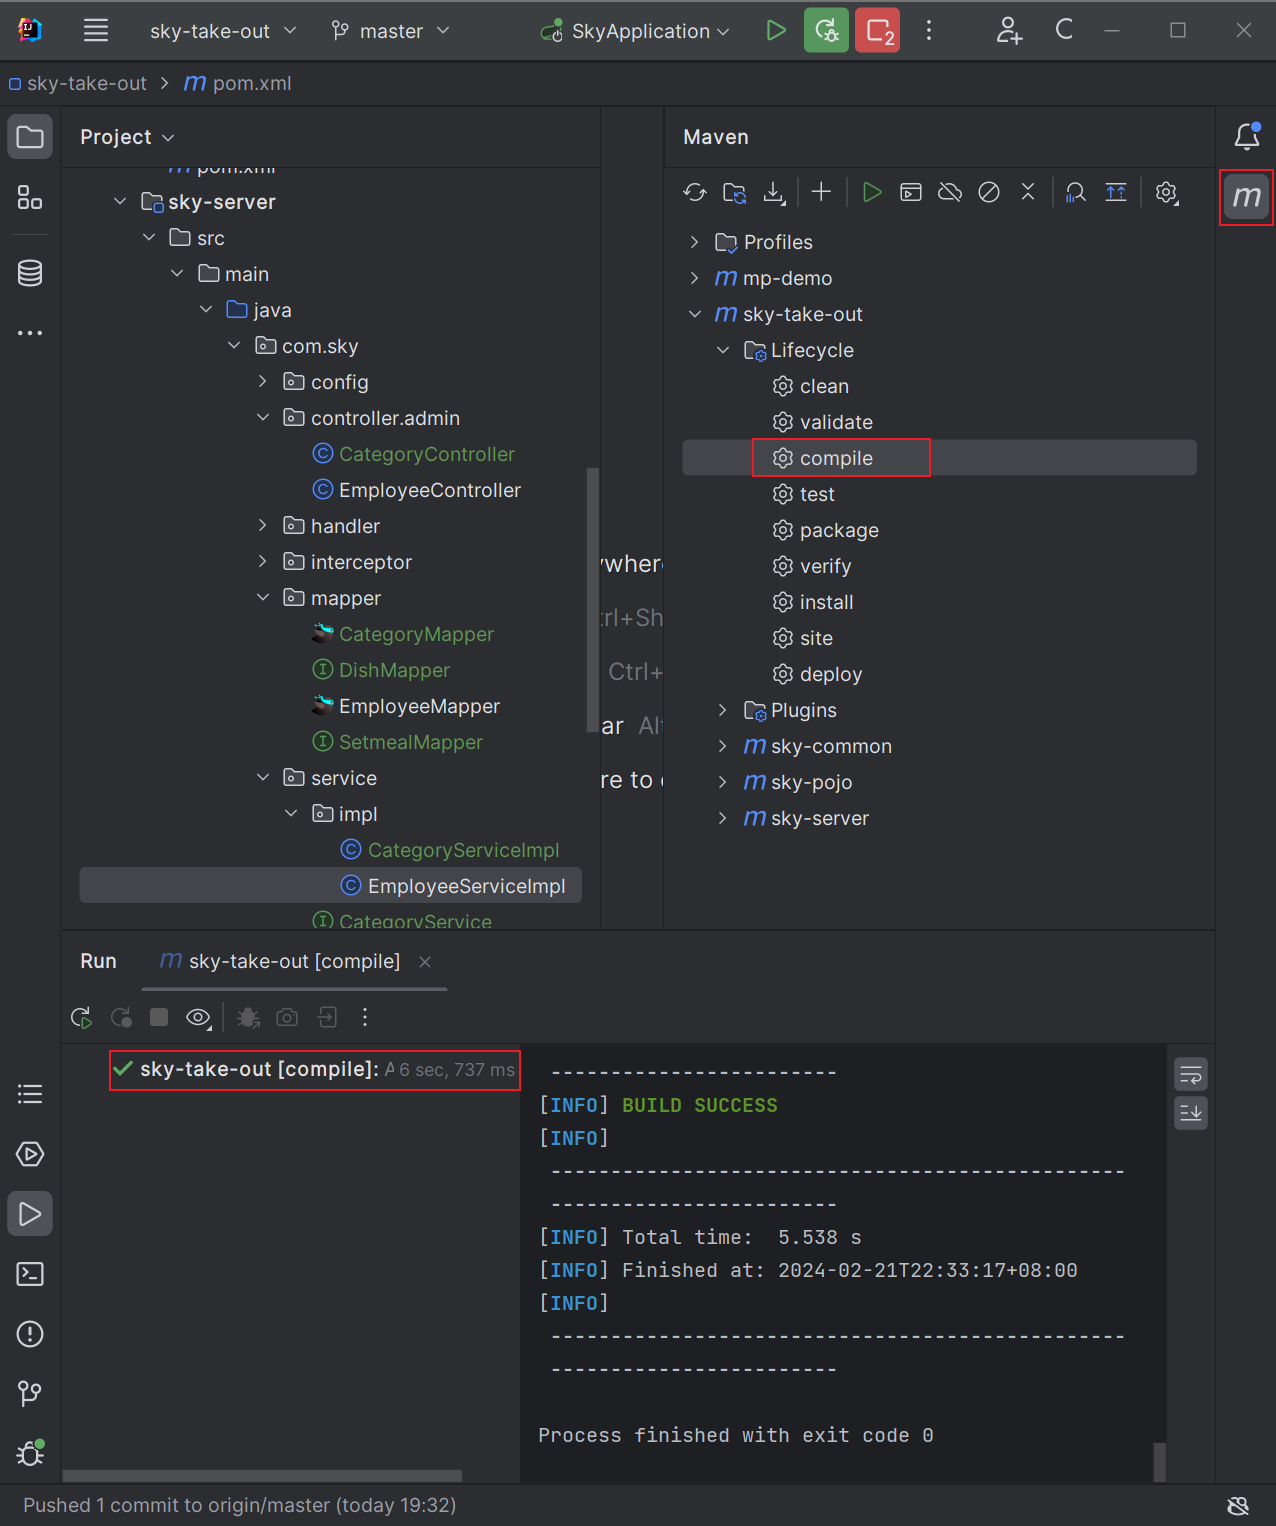 sky-take-out
master
SkyApplication
2
sky-take-out > m pom.xml
Project
pom.xml
sky-server
src
main
java
com.sky
config
controller.admin
CategoryController
EmployeeController
handler
interceptor
mapper
CategoryMapper
DishMapper
EmployeeMapper
SetmealMapper
service
impl
CategoryServiceImpl
EmployeeServiceImpl
CategoryService
Ctrl+
ar Alt
re to
Maven
m
Profiles
m mp-demo
m sky-take-out
Lifecycle
clean
validate
compile
test
package
verify
install
site
deploy
Plugins
m sky-common
m sky-pojo
m sky-server
Run
m sky-take-out [compile]
sky-take-out [compile]: A 6 sec, 737 ms
------------------------
[INFO] BUILD SUCCESS
[INFO]
------------------------------------------------
------------------------
[INFO] Total time:  5.538 s
[INFO] Finished at: 2024-02-21T22:33:17+08:00
[INFO]
------------------------------------------------
------------------------
Process finished with exit code 0
Pushed 1 commit to origin/master (today 19:32)